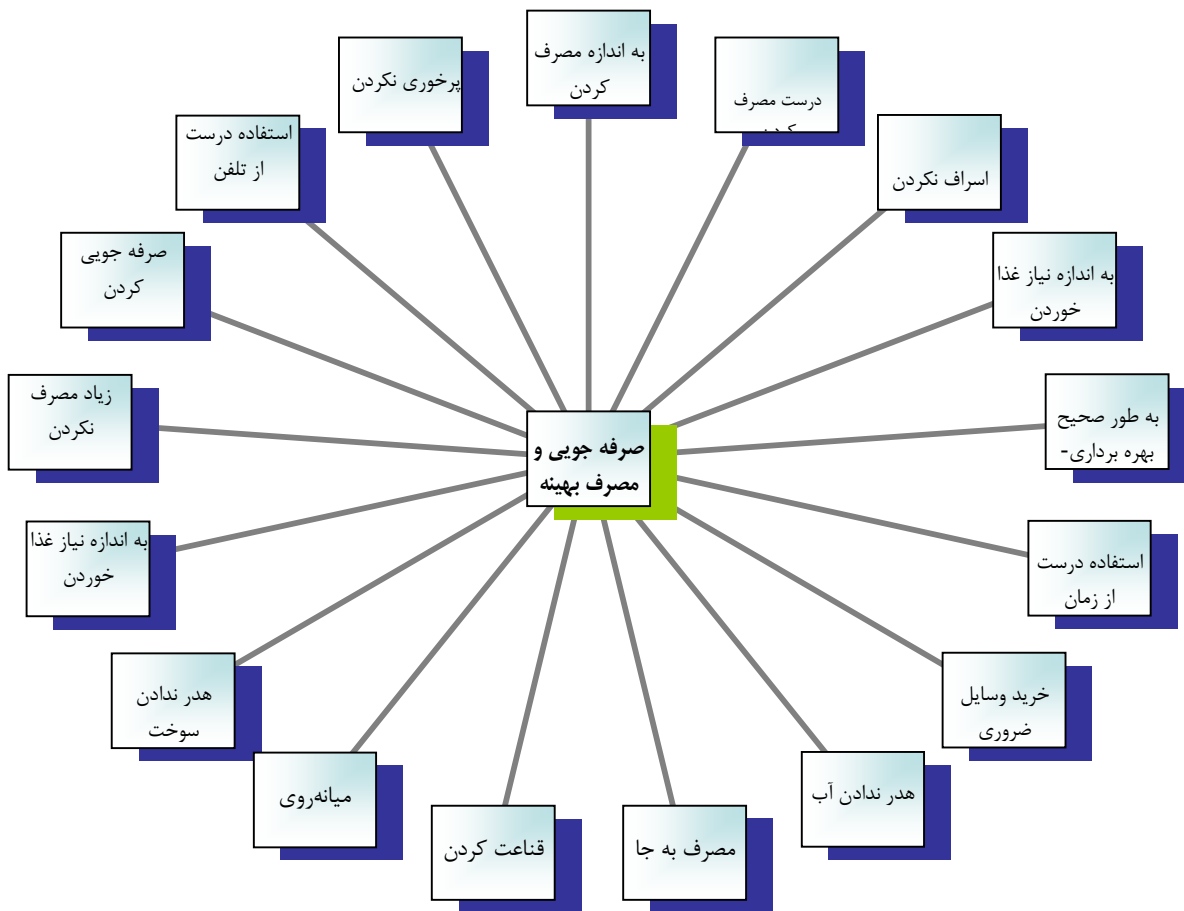 به اندازه مصرف
کردن
درست مصرف
اسراف نکردن
به اندازه نیاز غذا
خوردن
به طور صحیح
بهره برداری-
استفاده درست
از زمان
خرید وسایل
ضروری
هدر ندادن آب
مصرف به جا
قناعت کردن
میانه‌روی
هدر ندادن
سوخت
به اندازه نیاز غذا
خوردن
زیاد مصرف
نکردن
صرفه جویی
کردن
استفاده درست
از تلفن
پرخوری نکردن
صرفه جویی و
مصرف بهینه